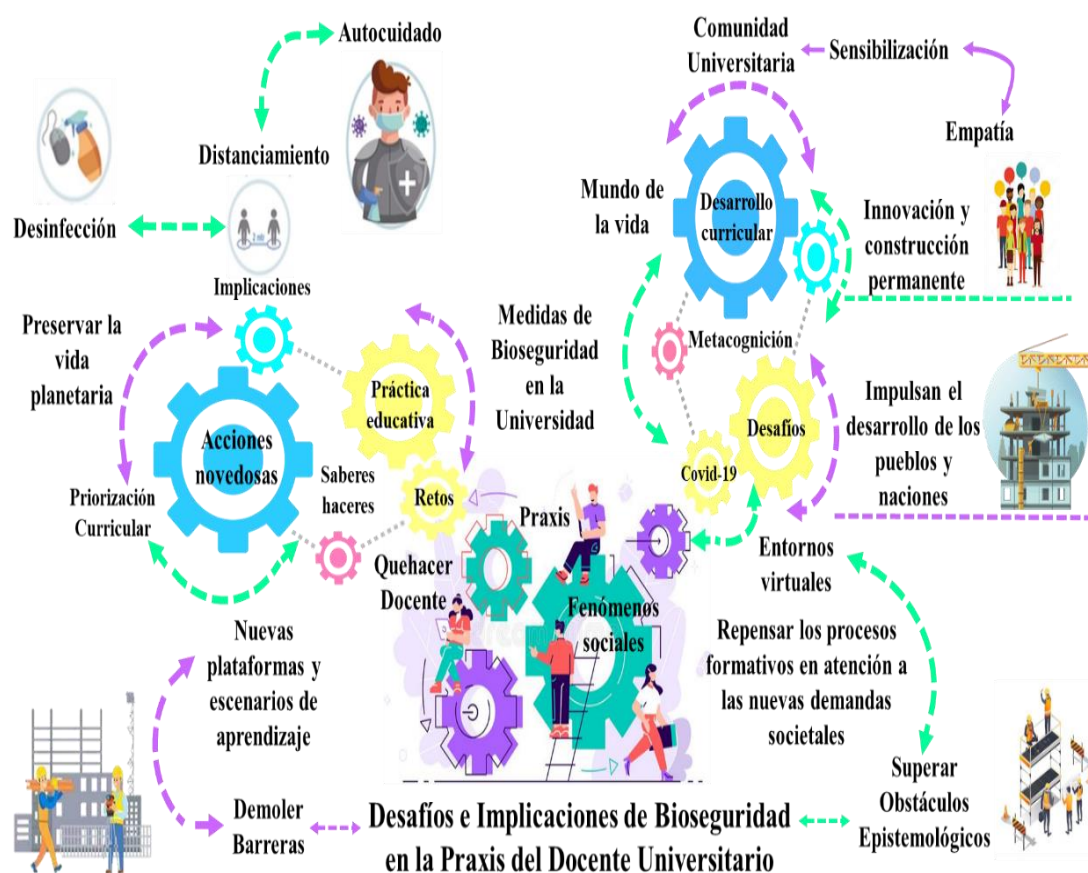 Autocuidado
Distanciamiento
Desinfección
Implicaciones
Preservar la
vida
planetaria
Práctica
educativa
Acciones
novedosas
Saberes
haceres
Retos
Priorización
Curricular
Comunidad
Universitaria
Sensibilización
Empatía
Mundo de
la vida
Desarrollo
curricular
Innovación y
construcción
permanente
Medidas de
Bioseguridad
en la
Universidad
Metacognición
Impulsan el
desarrollo de los
pueblos y
naciones
Desafíos
Covid-19
Praxis
Quehacer
Docente
Fenómenos
sociales
Entornos
virtuales
Nuevas
plataformas y
escenarios de
aprendizaje
Repensar los procesos
formativos en atención a
las nuevas demandas
societales
Demoler
Barreras
Superar
Obstáculos
Epistemológicos
Desafíos e Implicaciones de Bioseguridad
en la Praxis del Docente Universitario